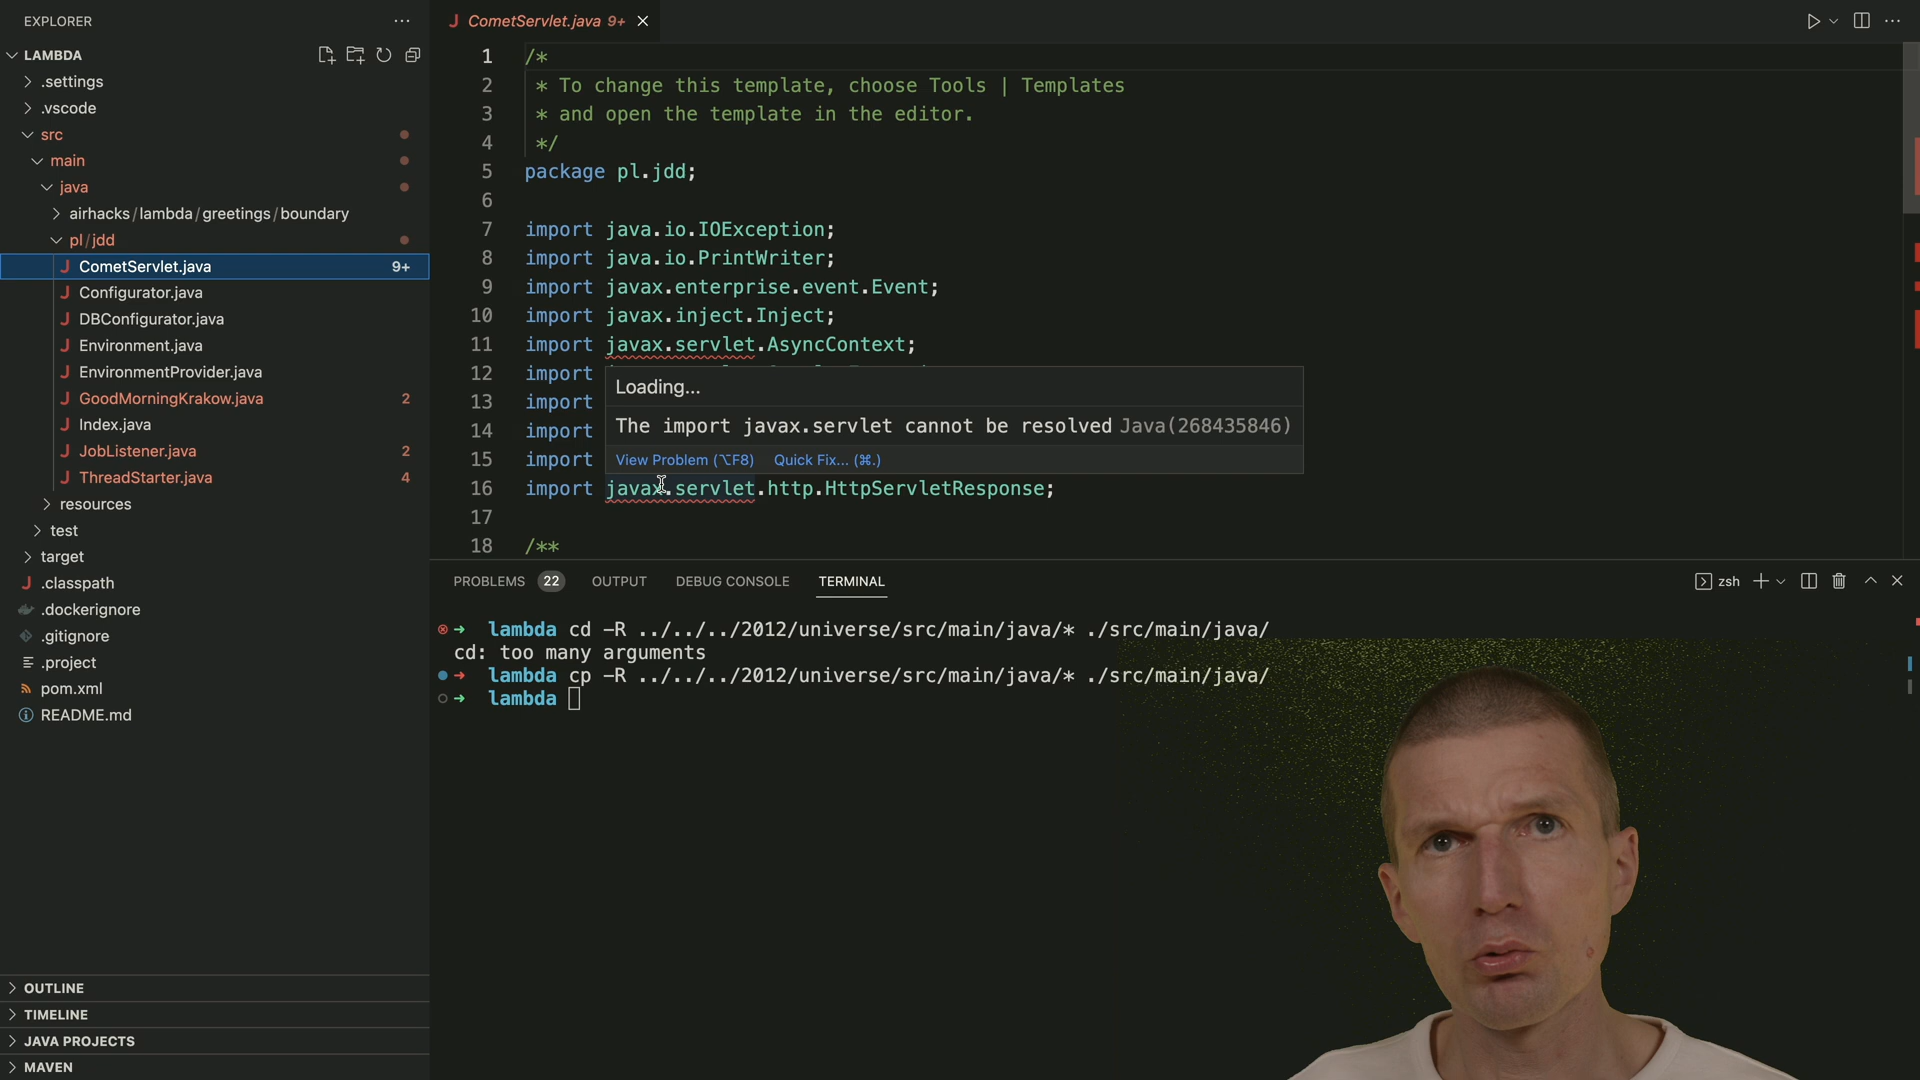 EXPLORER
LAMBDA
.settings
.vscode
src
main
java
airhacks/lambda/greetings/boundary
pl/jdd
CometServlet.java 9+
Configurator.java
DBConfigurator.java
Environment.java
EnvironmentProvider.java
GoodMorningKrakow.java 2
Index.java
JobListener.java 2
ThreadStarter.java 4
resources
test
target
.classpath
.dockerignore
.gitignore
.project
pom.xml
README.md
OUTLINE
TIMELINE
JAVA PROJECTS
MAVEN
CometServlet.java 9+
1 /*
2 * To change this template, choose Tools | Templates
3 * and open the template in the editor.
4 */
5 package pl.jdd;
6
7 import java.io.IOException;
8 import java.io.PrintWriter;
9 import javax.enterprise.event.Event;
10 import javax.inject.Inject;
11 import javax.servlet.AsyncContext;
12 import
13 import
14 import
15 import
16 import javax.servlet.http.HttpServletResponse;
17
18 /**
Loading...
The import javax.servlet cannot be resolved Java(268435846)
View Problem (⌥F8) Quick Fix... (⌘.)
PROBLEMS 22 OUTPUT DEBUG CONSOLE TERMINAL zsh
lambda cd -R ../../../2012/universe/src/main/java/* ./src/main/java/
cd: too many arguments
lambda cp -R ../../../2012/universe/src/main/java/* ./src/main/java/
lambda